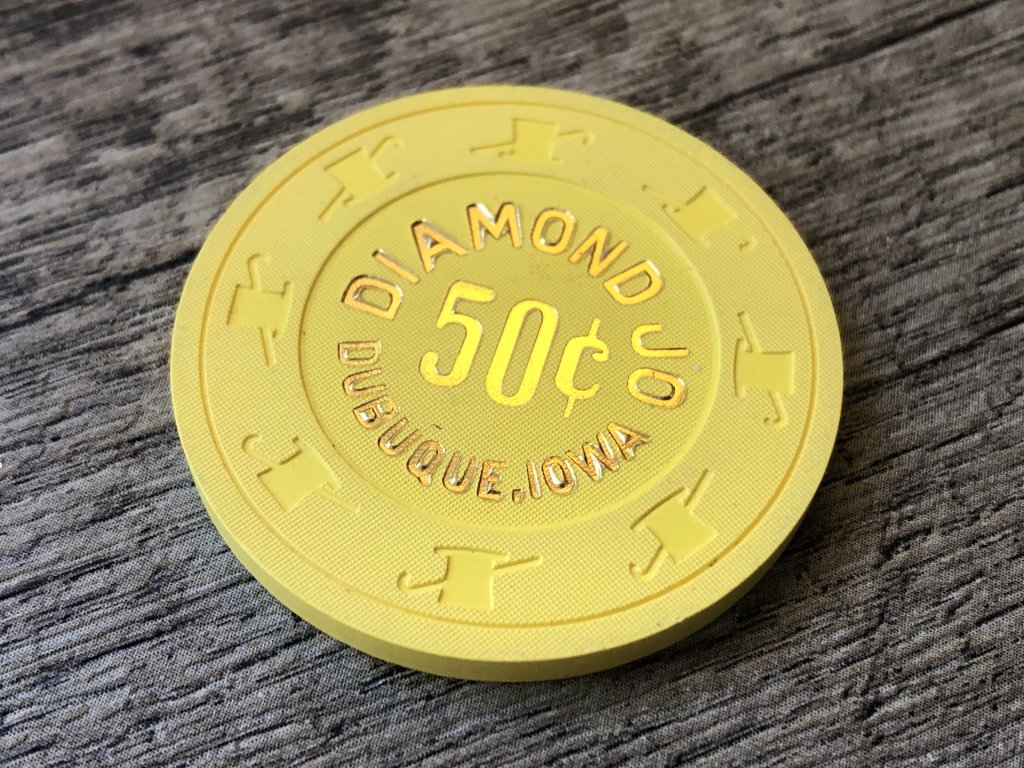 DIAMOND JO
50¢
DUBUQUE, IOWA